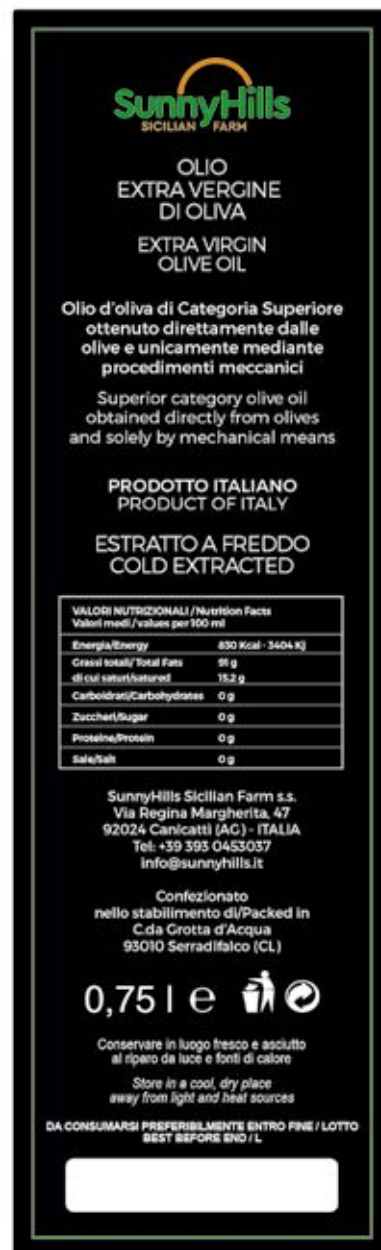 SunnyHills
SICILIAN FARM
OLIO
EXTRA VERGINE
DI OLIVA
EXTRA VIRGIN
OLIVE OIL
Olio d'oliva di Categoria Superiore
ottenuto direttamente dalle
olive e unicamente mediante
procedimenti meccanici
Superior category olive oil
obtained directly from olives
and solely by mechanical means
PRODOTTO ITALIANO
PRODUCT OF ITALY
ESTRATTO A FREDDO
COLD EXTRACTED
VALORI NUTRIZIONALI / Nutrition Facts
Valori medi / values per 100 ml
Energia/Energy 830 Kcal - 3404 Kj
Grassi totali/ Total Fats 91 g
di cui saturi/satured 15,2 g
Carboidrati/Carbohydrates 0 g
Zuccheri/Sugar 0 g
Proteine/Protein 0 g
Sale/Salt 0 g
SunnyHills Sicilian Farm s.s.
Via Regina Margherita, 47
92024 Canicattì (AG) - ITALIA
Tel: +39 393 0453037
info@sunnyhills.it
Confezionato
nello stabilimento di/Packed in
C.da Grotta d'Acqua
93010 Serradifalco (CL)
0,75 l e
Conservare in luogo fresco e asciutto
al riparo da luce e fonti di calore
Store in a cool, dry place
away from light and heat sources
DA CONSUMARSI PREFERIBILMENTE ENTRO FINE / LOTTO
BEST BEFORE END / L